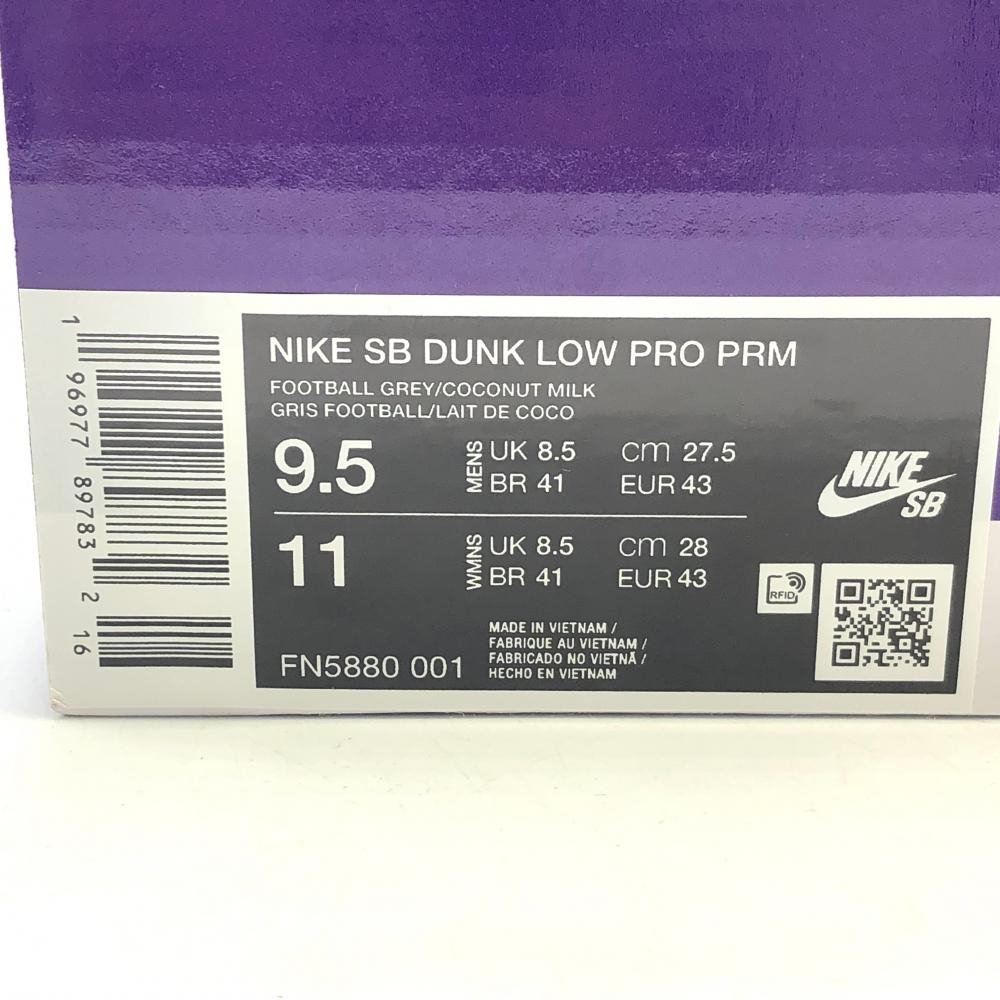 NIKE SB DUNK LOW PRO PRM
FOOTBALL GREY/COCONUT MILK
GRIS FOOTBALL/LAIT DE COCO
9.5 MENS UK 8.5 cm 27.5
BR 41 EUR 43
11 WMNS UK 8.5 cm 28
BR 41 EUR 43
FN5880 001
MADE IN VIETNAM /
FABRIQUE AU VIETNAM /
FABRICADO NO VIETNÃ /
HECHO EN VIETNAM
NIKE
SB
RFID
1 96977 89783 2 16